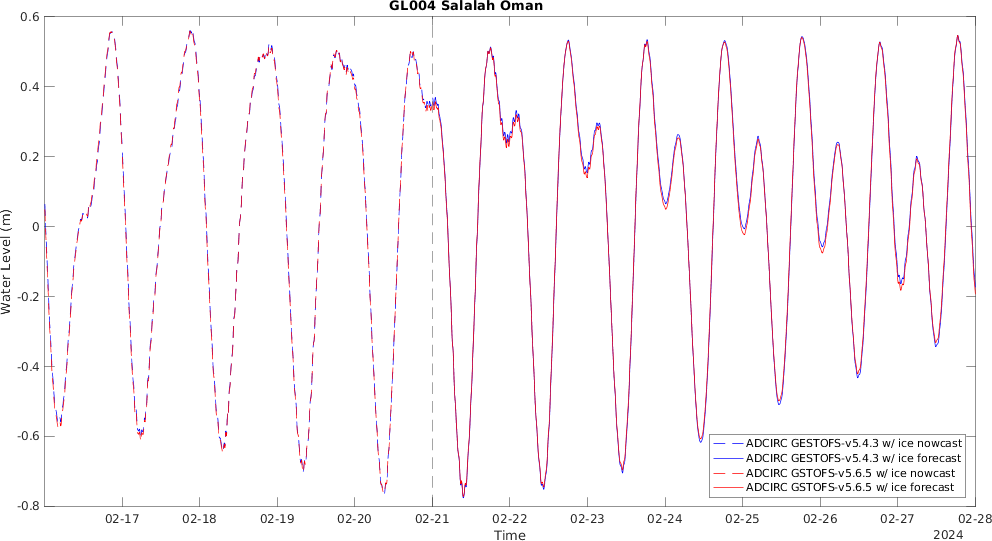 GL004 Salalah Oman
0.6
0.4
0.2
0
-0.2
-0.4
-0.6
-0.8
Water Level (m)
ADCIRC GESTOFS-v5.4.3 w/ ice nowcast
ADCIRC GESTOFS-v5.4.3 w/ ice forecast
ADCIRC GSTOFS-v5.6.5 w/ ice nowcast
ADCIRC GSTOFS-v5.6.5 w/ ice forecast
02-17 02-18 02-19 02-20 02-21 02-22 02-23 02-24 02-25 02-26 02-27 02-28
Time
2024